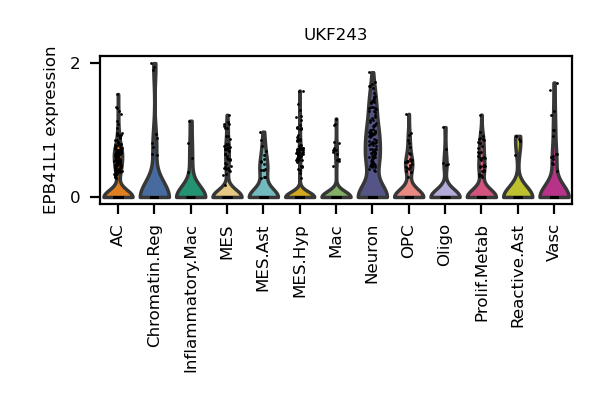 UKF243
EPB41L1 expression
2
0
AC
Chromatin.Reg
Inflammatory.Mac
MES
MES.Ast
MES.Hyp
Mac
Neuron
OPC
Oligo
Prolif.Metab
Reactive.Ast
Vasc